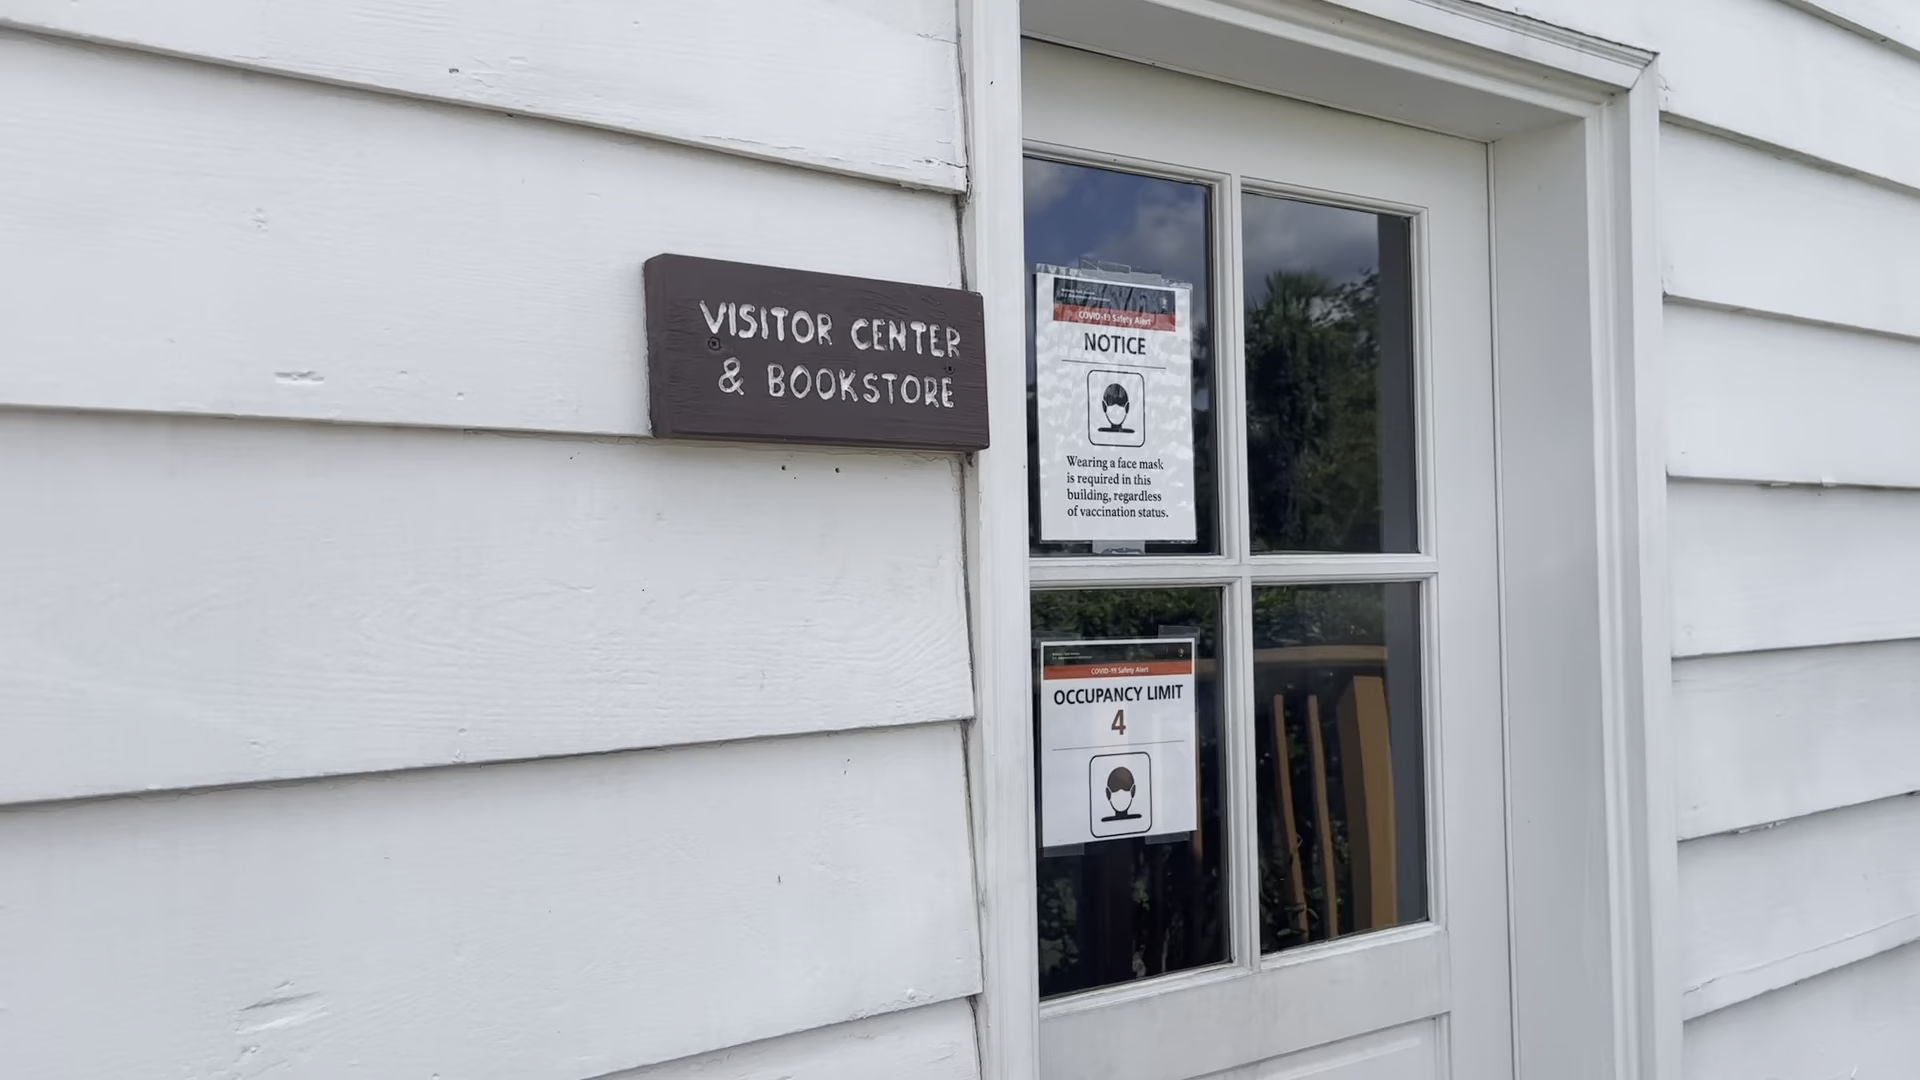 VISITOR CENTER
& BOOKSTORE
COVID-19 Safety Alert
NOTICE
Wearing a face mask
is required in this
building, regardless
of vaccination status.
COVID-19 Safety Alert
OCCUPANCY LIMIT
4